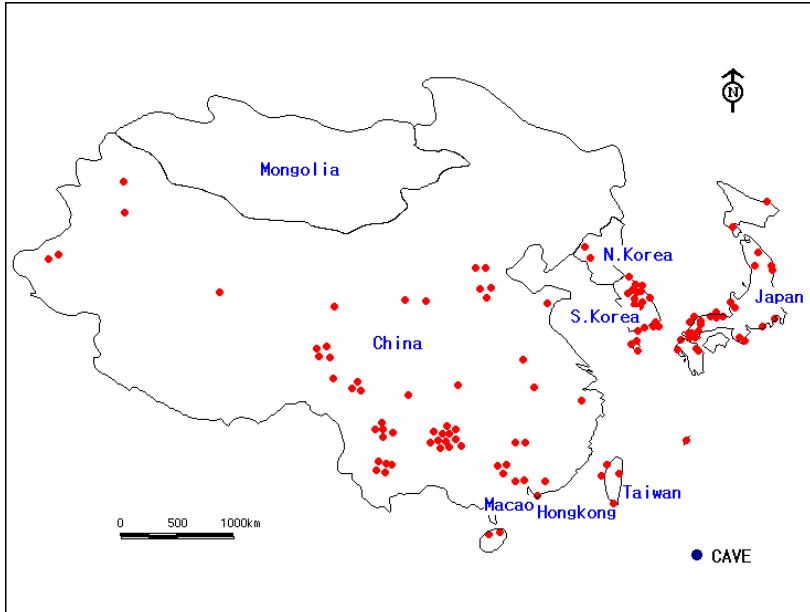 N
Mongolia
N.Korea
Japan
S.Korea
China
Taiwan
Macao
Hongkong
0 500 1000km
CAVE